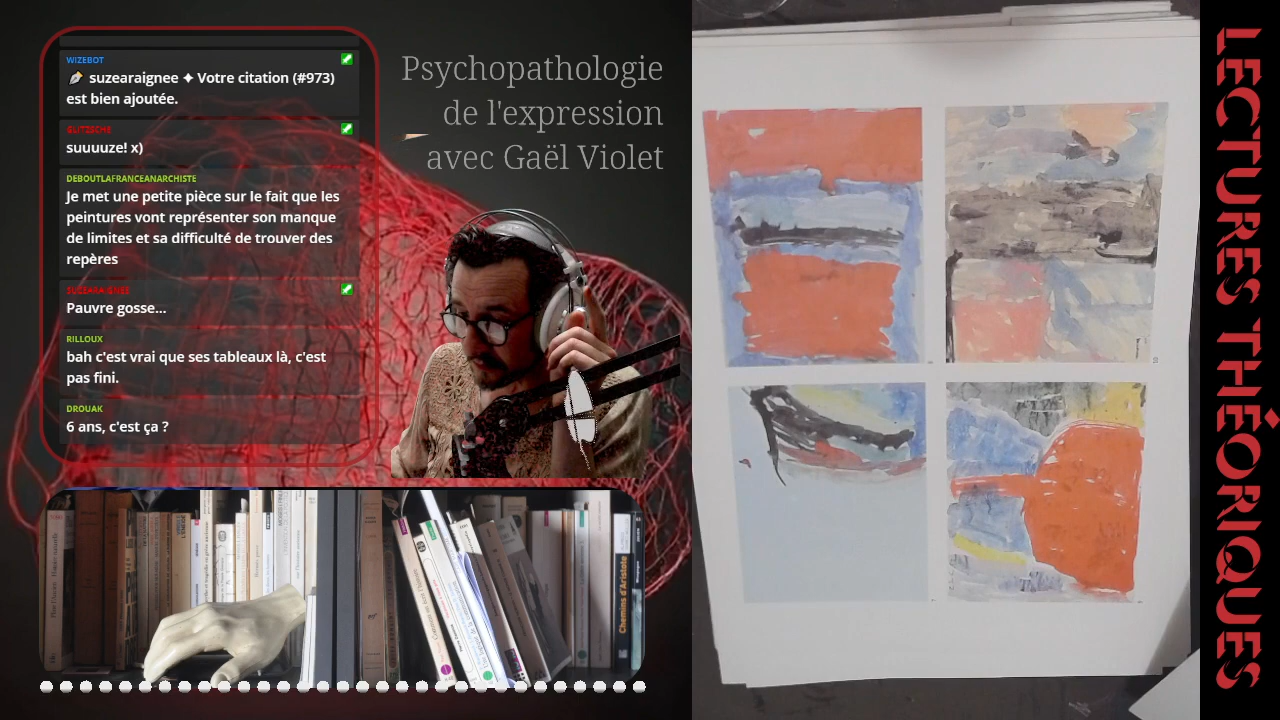 WIZEBOT
suzearaignee ✦ Votre citation (#973)
est bien ajoutée.
GLITZSCHE
suuuuze! x)
DEBOUTLAFRANCEANARCHISTE
Je met une petite pièce sur le fait que les
peintures vont représenter son manque
de limites et sa difficulté de trouver des
repères
SUZEARAIGNEE
Pauvre gosse...
RILLOUX
bah c'est vrai que ses tableaux là, c'est
pas fini.
DROUAK
6 ans, c'est ça ?
Psychopathologie
de l'expression
avec Gaël Violet
Chemins d'Aristote
LECTURES THÉORIQUES